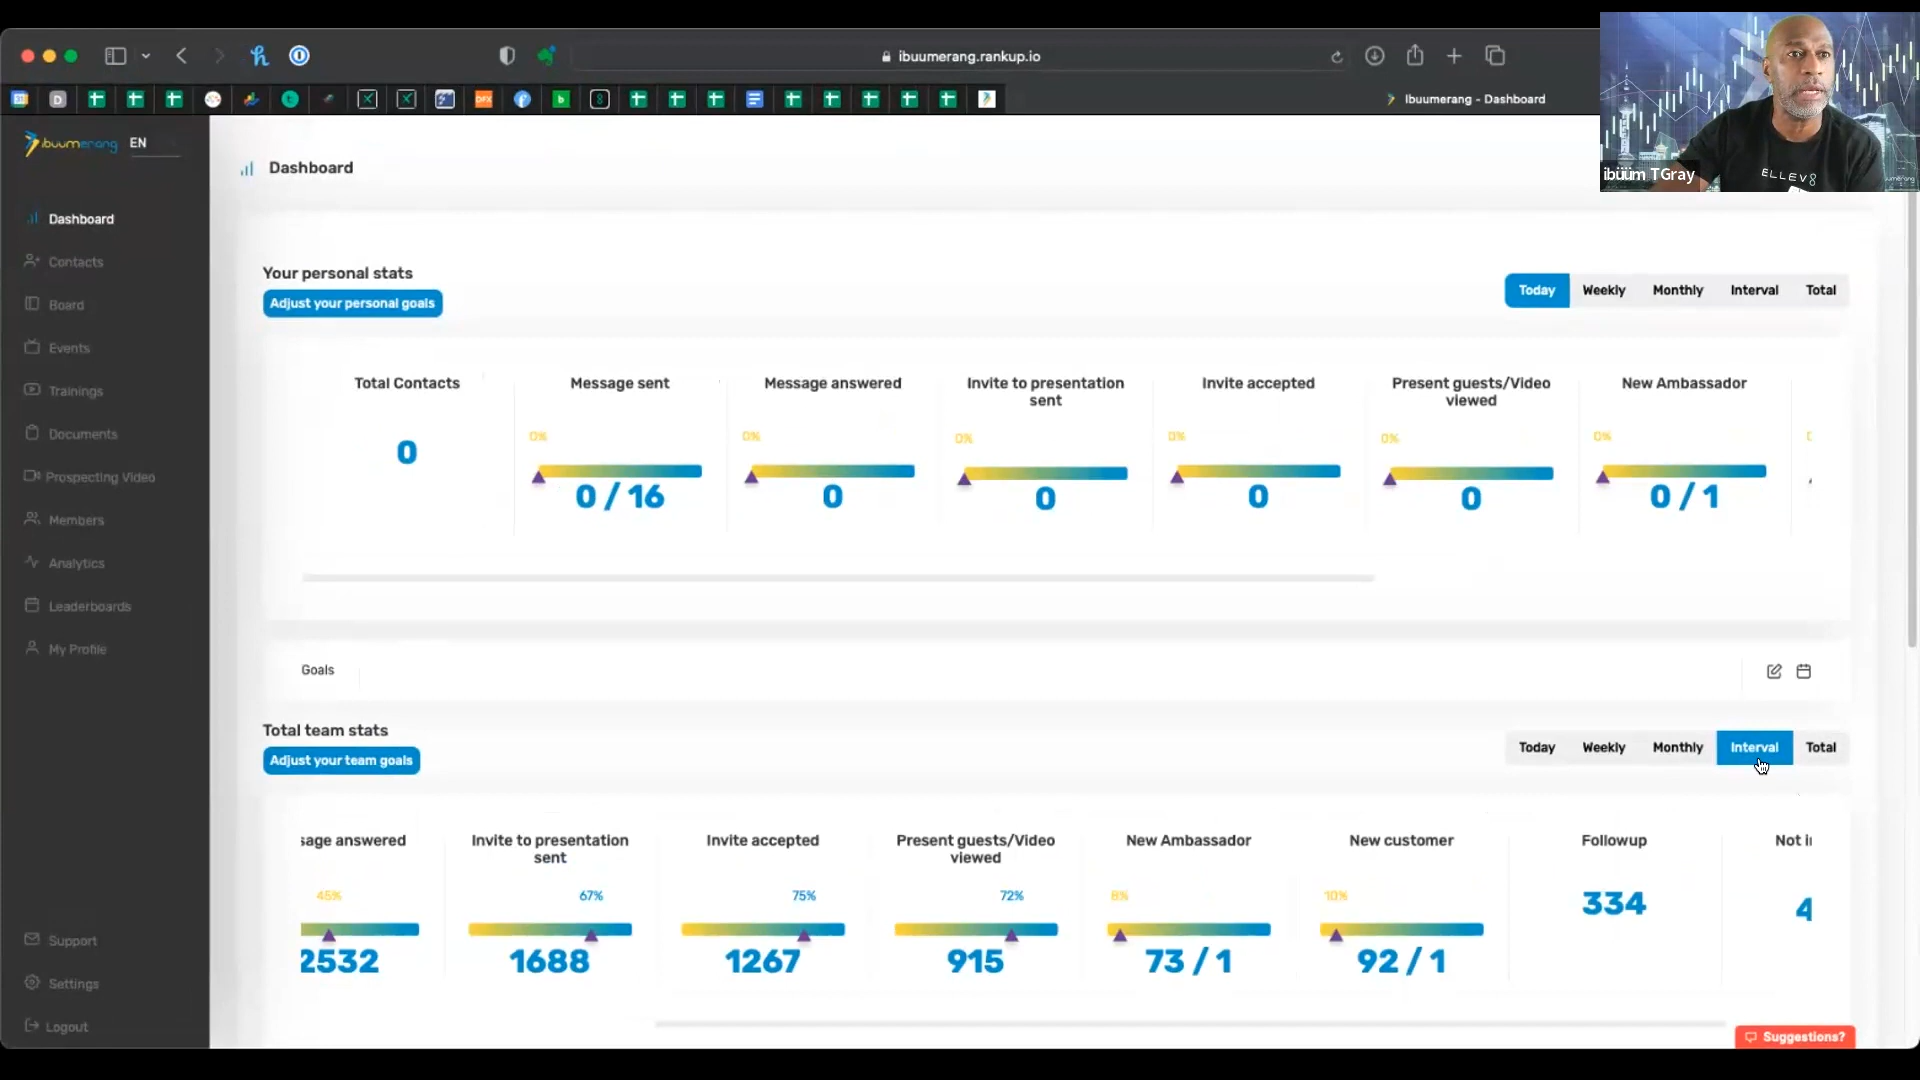 ibuumerang.rankup.io
Ibuumerang - Dashboard
ibüüm TGray
ELLEV8
ibuumerang
EN
Dashboard
Dashboard
Contacts
Board
Events
Trainings
Documents
Prospecting Video
Members
Analytics
Leaderboards
My Profile
Support
Settings
Logout
Your personal stats
Adjust your personal goals
Today Weekly Monthly Interval Total
Total Contacts
0
Message sent
0%
0 / 16
Message answered
0%
0
Invite to presentation
sent
0%
0
Invite accepted
0%
0
Present guests/Video
viewed
0%
0
New Ambassador
0%
0 / 1
Goals
Total team stats
Adjust your team goals
Today Weekly Monthly Interval Total
sage answered
45%
2532
Invite to presentation
sent
67%
1688
Invite accepted
75%
1267
Present guests/Video
viewed
72%
915
New Ambassador
8%
73 / 1
New customer
10%
92 / 1
Followup
334
Not i
4
Suggestions?